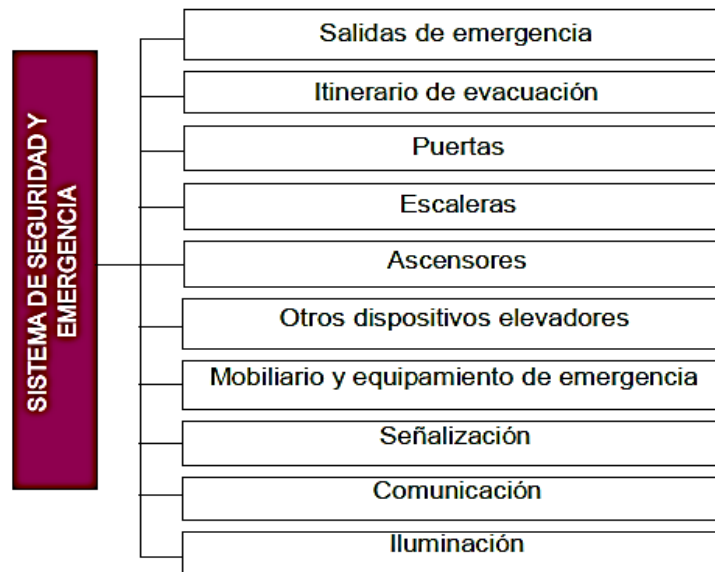 SISTEMA DE SEGURIDAD Y
EMERGENCIA
Salidas de emergencia
Itinerario de evacuación
Puertas
Escaleras
Ascensores
Otros dispositivos elevadores
Mobiliario y equipamiento de emergencia
Señalización
Comunicación
Iluminación